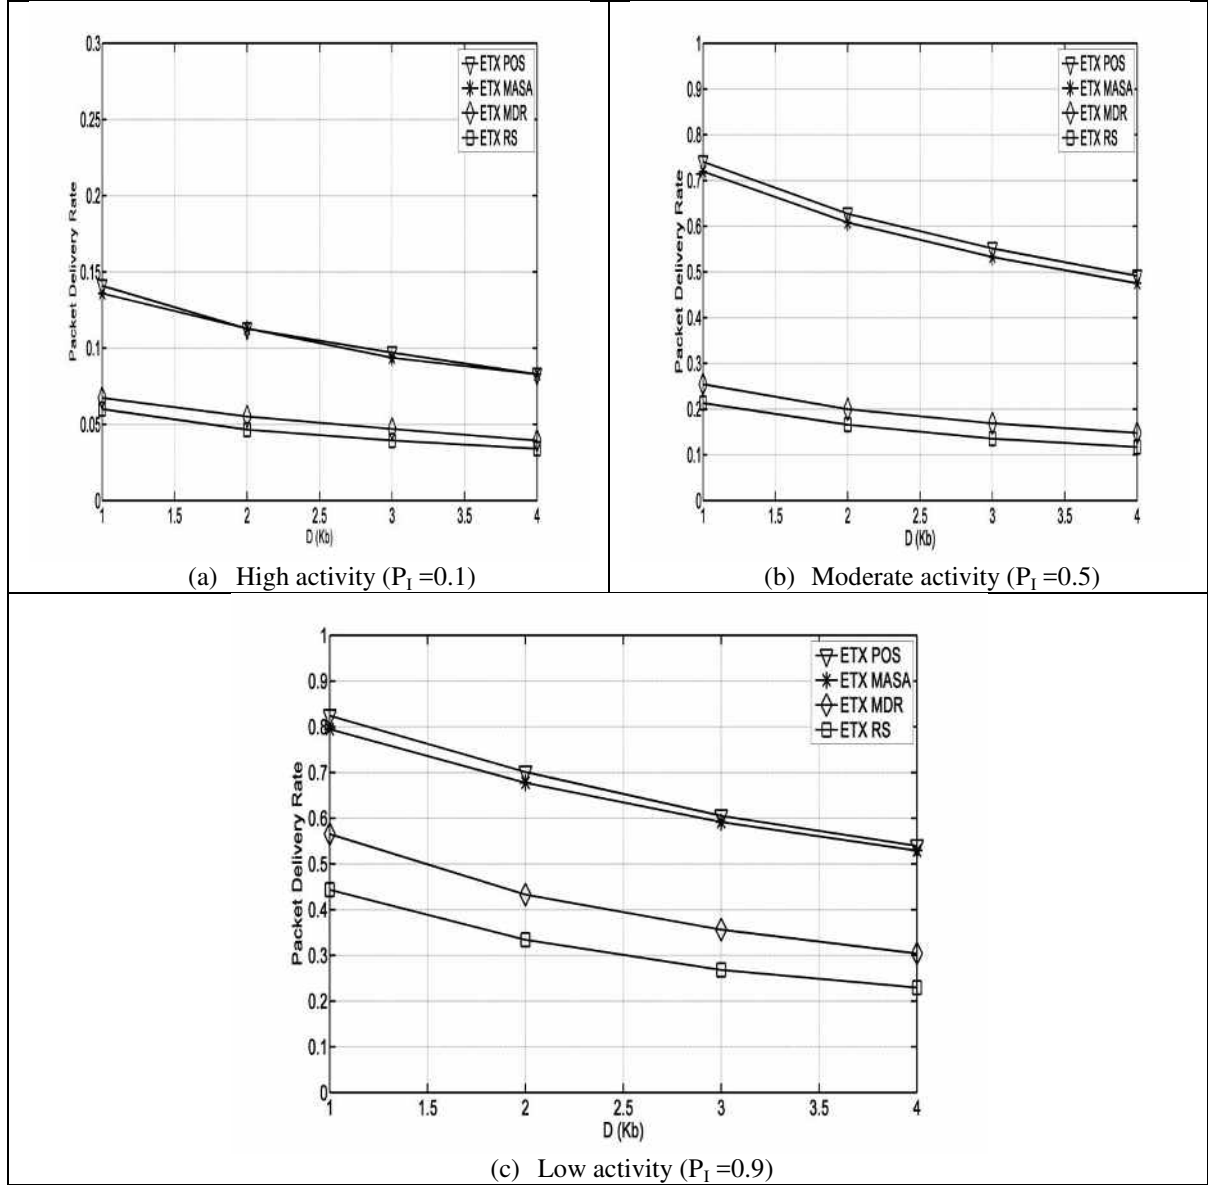 0.3
0.25
0.2
0.15
0.1
0.05
0
Packet Delivery Rate
ETX POS
ETX MASA
ETX MDR
ETX RS
1 1.5 2 2.5 3 3.5 4
D (Kb)
(a) High activity (P_I =0.1)
1
0.9
0.8
0.7
0.6
0.5
0.4
0.3
0.2
0.1
0
Packet Delivery Rate
ETX POS
ETX MASA
ETX MDR
ETX RS
1 1.5 2 2.5 3 3.5 4
D (Kb)
(b) Moderate activity (P_I =0.5)
1
0.9
0.8
0.7
0.6
0.5
0.4
0.3
0.2
0.1
0
Packet Delivery Rate
ETX POS
ETX MASA
ETX MDR
ETX RS
1 1.5 2 2.5 3 3.5 4
D (Kb)
(c) Low activity (P_I =0.9)